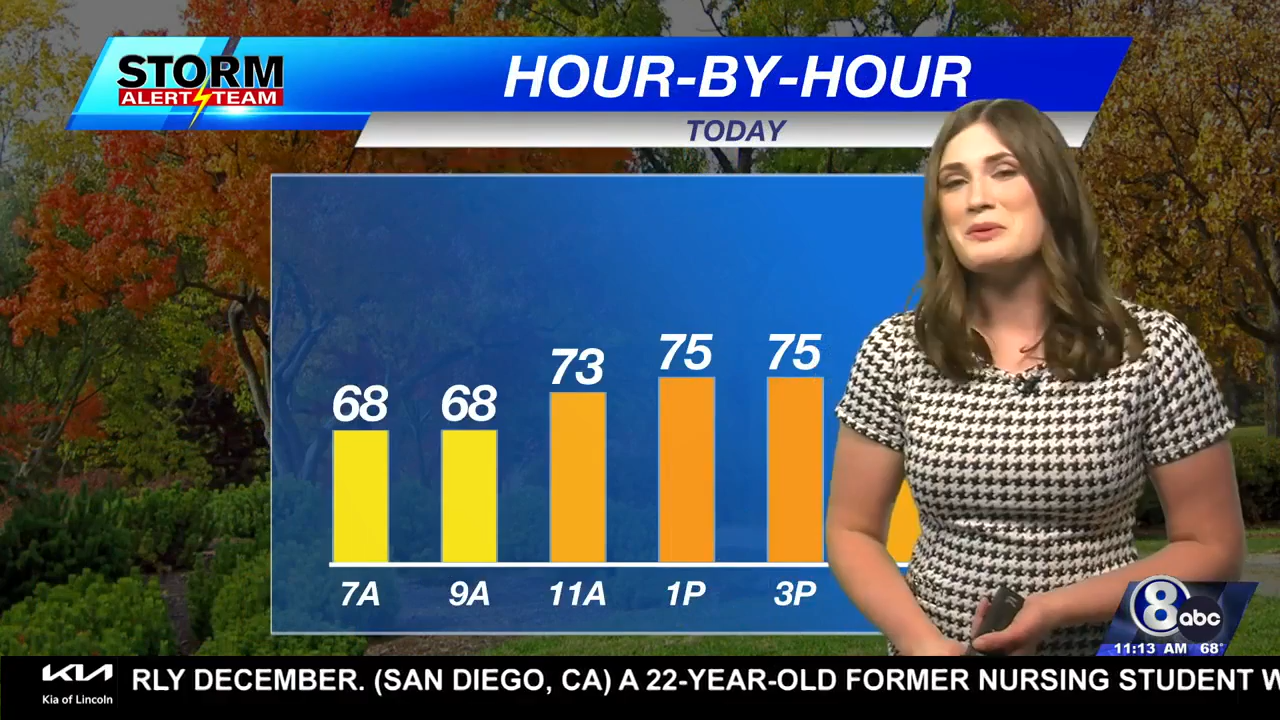 STORM
ALERT TEAM
HOUR-BY-HOUR
TODAY
68 68 73 75 75
7A 9A 11A 1P 3P
8 abc
11:13 AM 68°
KIA
Kia of Lincoln
RLY DECEMBER. (SAN DIEGO, CA) A 22-YEAR-OLD FORMER NURSING STUDENT W